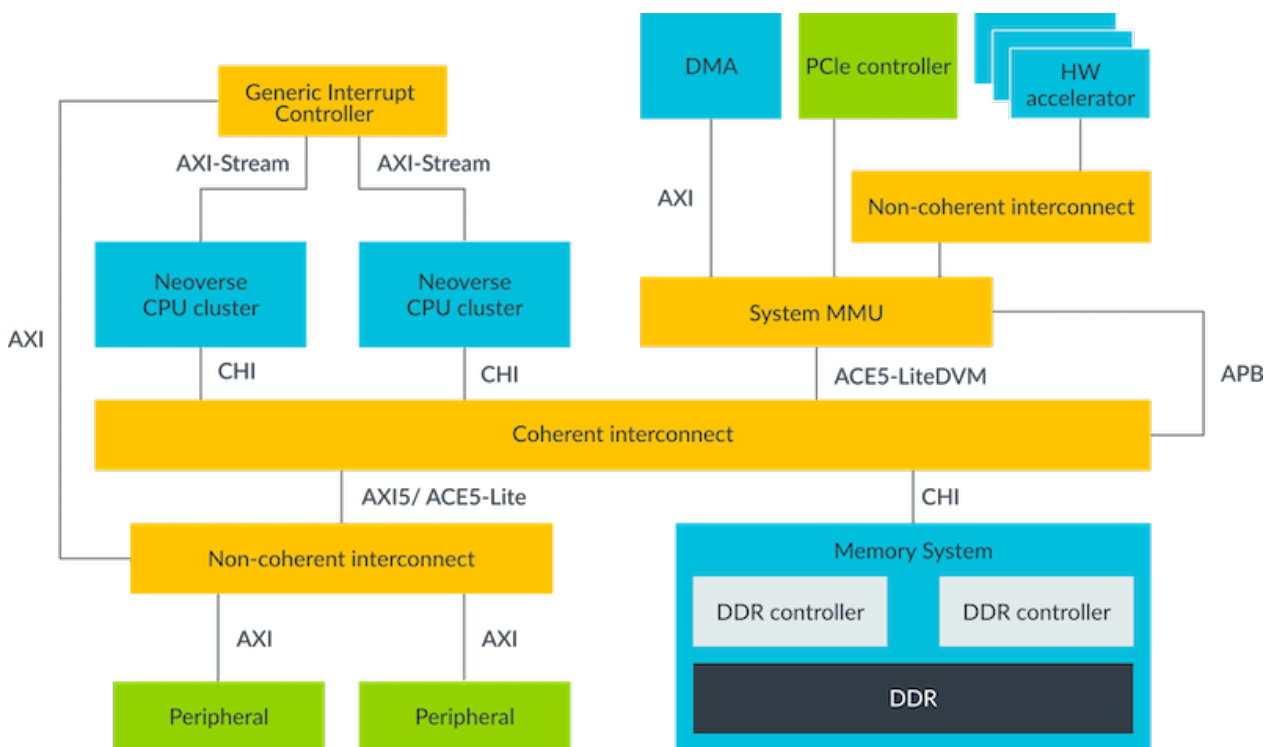 DMA
PCIe controller
HW
accelerator
Generic Interrupt
Controller
AXI-Stream
AXI-Stream
AXI
Non-coherent interconnect
Neoverse
CPU cluster
Neoverse
CPU cluster
System MMU
AXI
CHI
CHI
ACE5-LiteDVM
APB
Coherent interconnect
AXI5/ ACE5-Lite
CHI
Non-coherent interconnect
Memory System
DDR controller
DDR controller
AXI
AXI
DDR
Peripheral
Peripheral